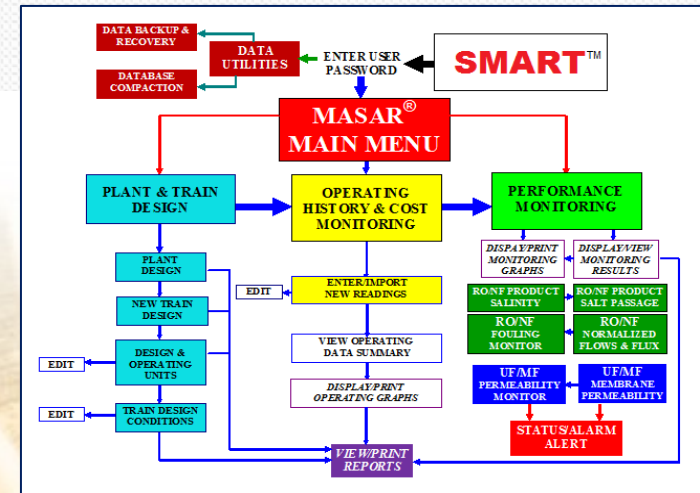 DATA BACKUP &
RECOVERY
DATA
UTILITIES
DATABASE
COMPACTION
ENTER USER
PASSWORD
SMART™
MASAR®
MAIN MENU
PLANT & TRAIN
DESIGN
OPERATING
HISTORY & COST
MONITORING
PERFORMANCE
MONITORING
PLANT
DESIGN
NEW TRAIN
DESIGN
EDIT
DESIGN &
OPERATING
UNITS
EDIT
TRAIN DESIGN
CONDITIONS
EDIT
ENTER/IMPORT
NEW READINGS
VIEW OPERATING
DATA SUMMARY
DISPLAY/PRINT
OPERATING GRAPHS
VIEW/PRINT
REPORTS
DISPAY/PRINT
MONITORING
GRAPHS
DISPLAY/VIEW
MONITORING
RESULTS
RO/NF PRODUCT
SALINITY
RO/NF PRODUCT
SALT PASSAGE
RO/NF
FOULING
MONITOR
RO/NF
NORMALIZED
FLOWS & FLUX
UF/MF
PERMEABILITY
MONITOR
UF/MF
MEMBRANE
PERMEABILITY
STATUS/ALARM
ALERT